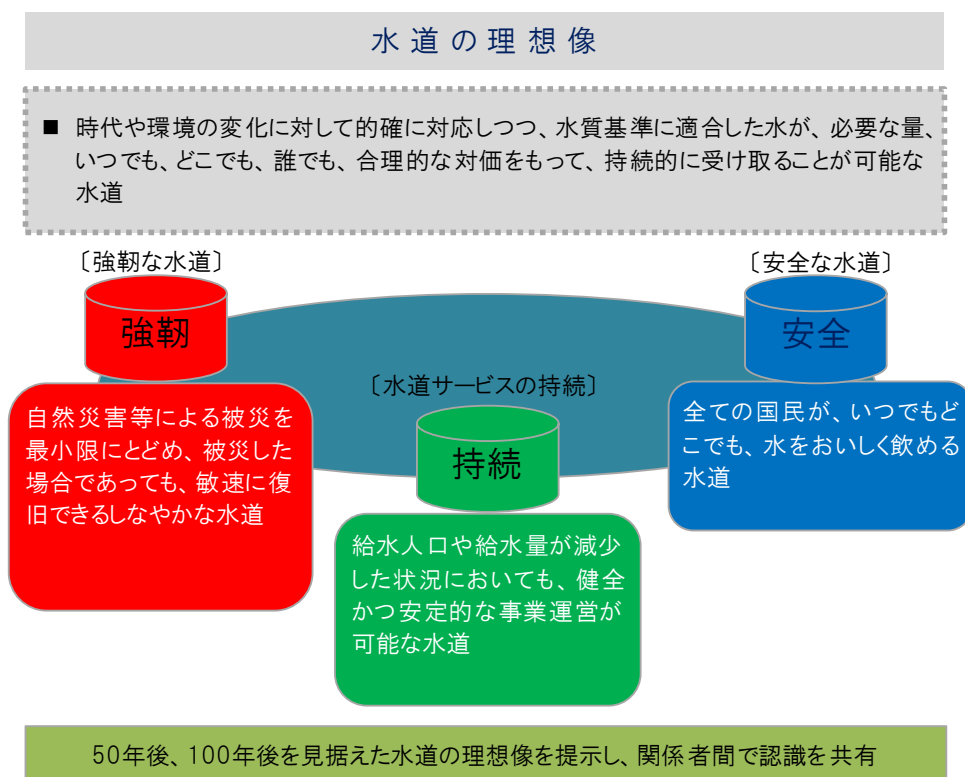 水道の理想像
■ 時代や環境の変化に対して的確に対応しつつ、水質基準に適合した水が、必要な量、
いつでも、どこでも、誰でも、合理的な対価をもって、持続的に受け取ることが可能な
水道
〔強靭な水道〕
強靭
自然災害等による被災を
最小限にとどめ、被災した
場合であっても、敏速に復
旧できるしなやかな水道
〔水道サービスの持続〕
持続
給水人口や給水量が減少
した状況においても、健全
かつ安定的な事業運営が
可能な水道
〔安全な水道〕
安全
全ての国民が、いつでもど
こでも、水をおいしく飲める
水道
50年後、100年後を見据えた水道の理想像を提示し、関係者間で認識を共有